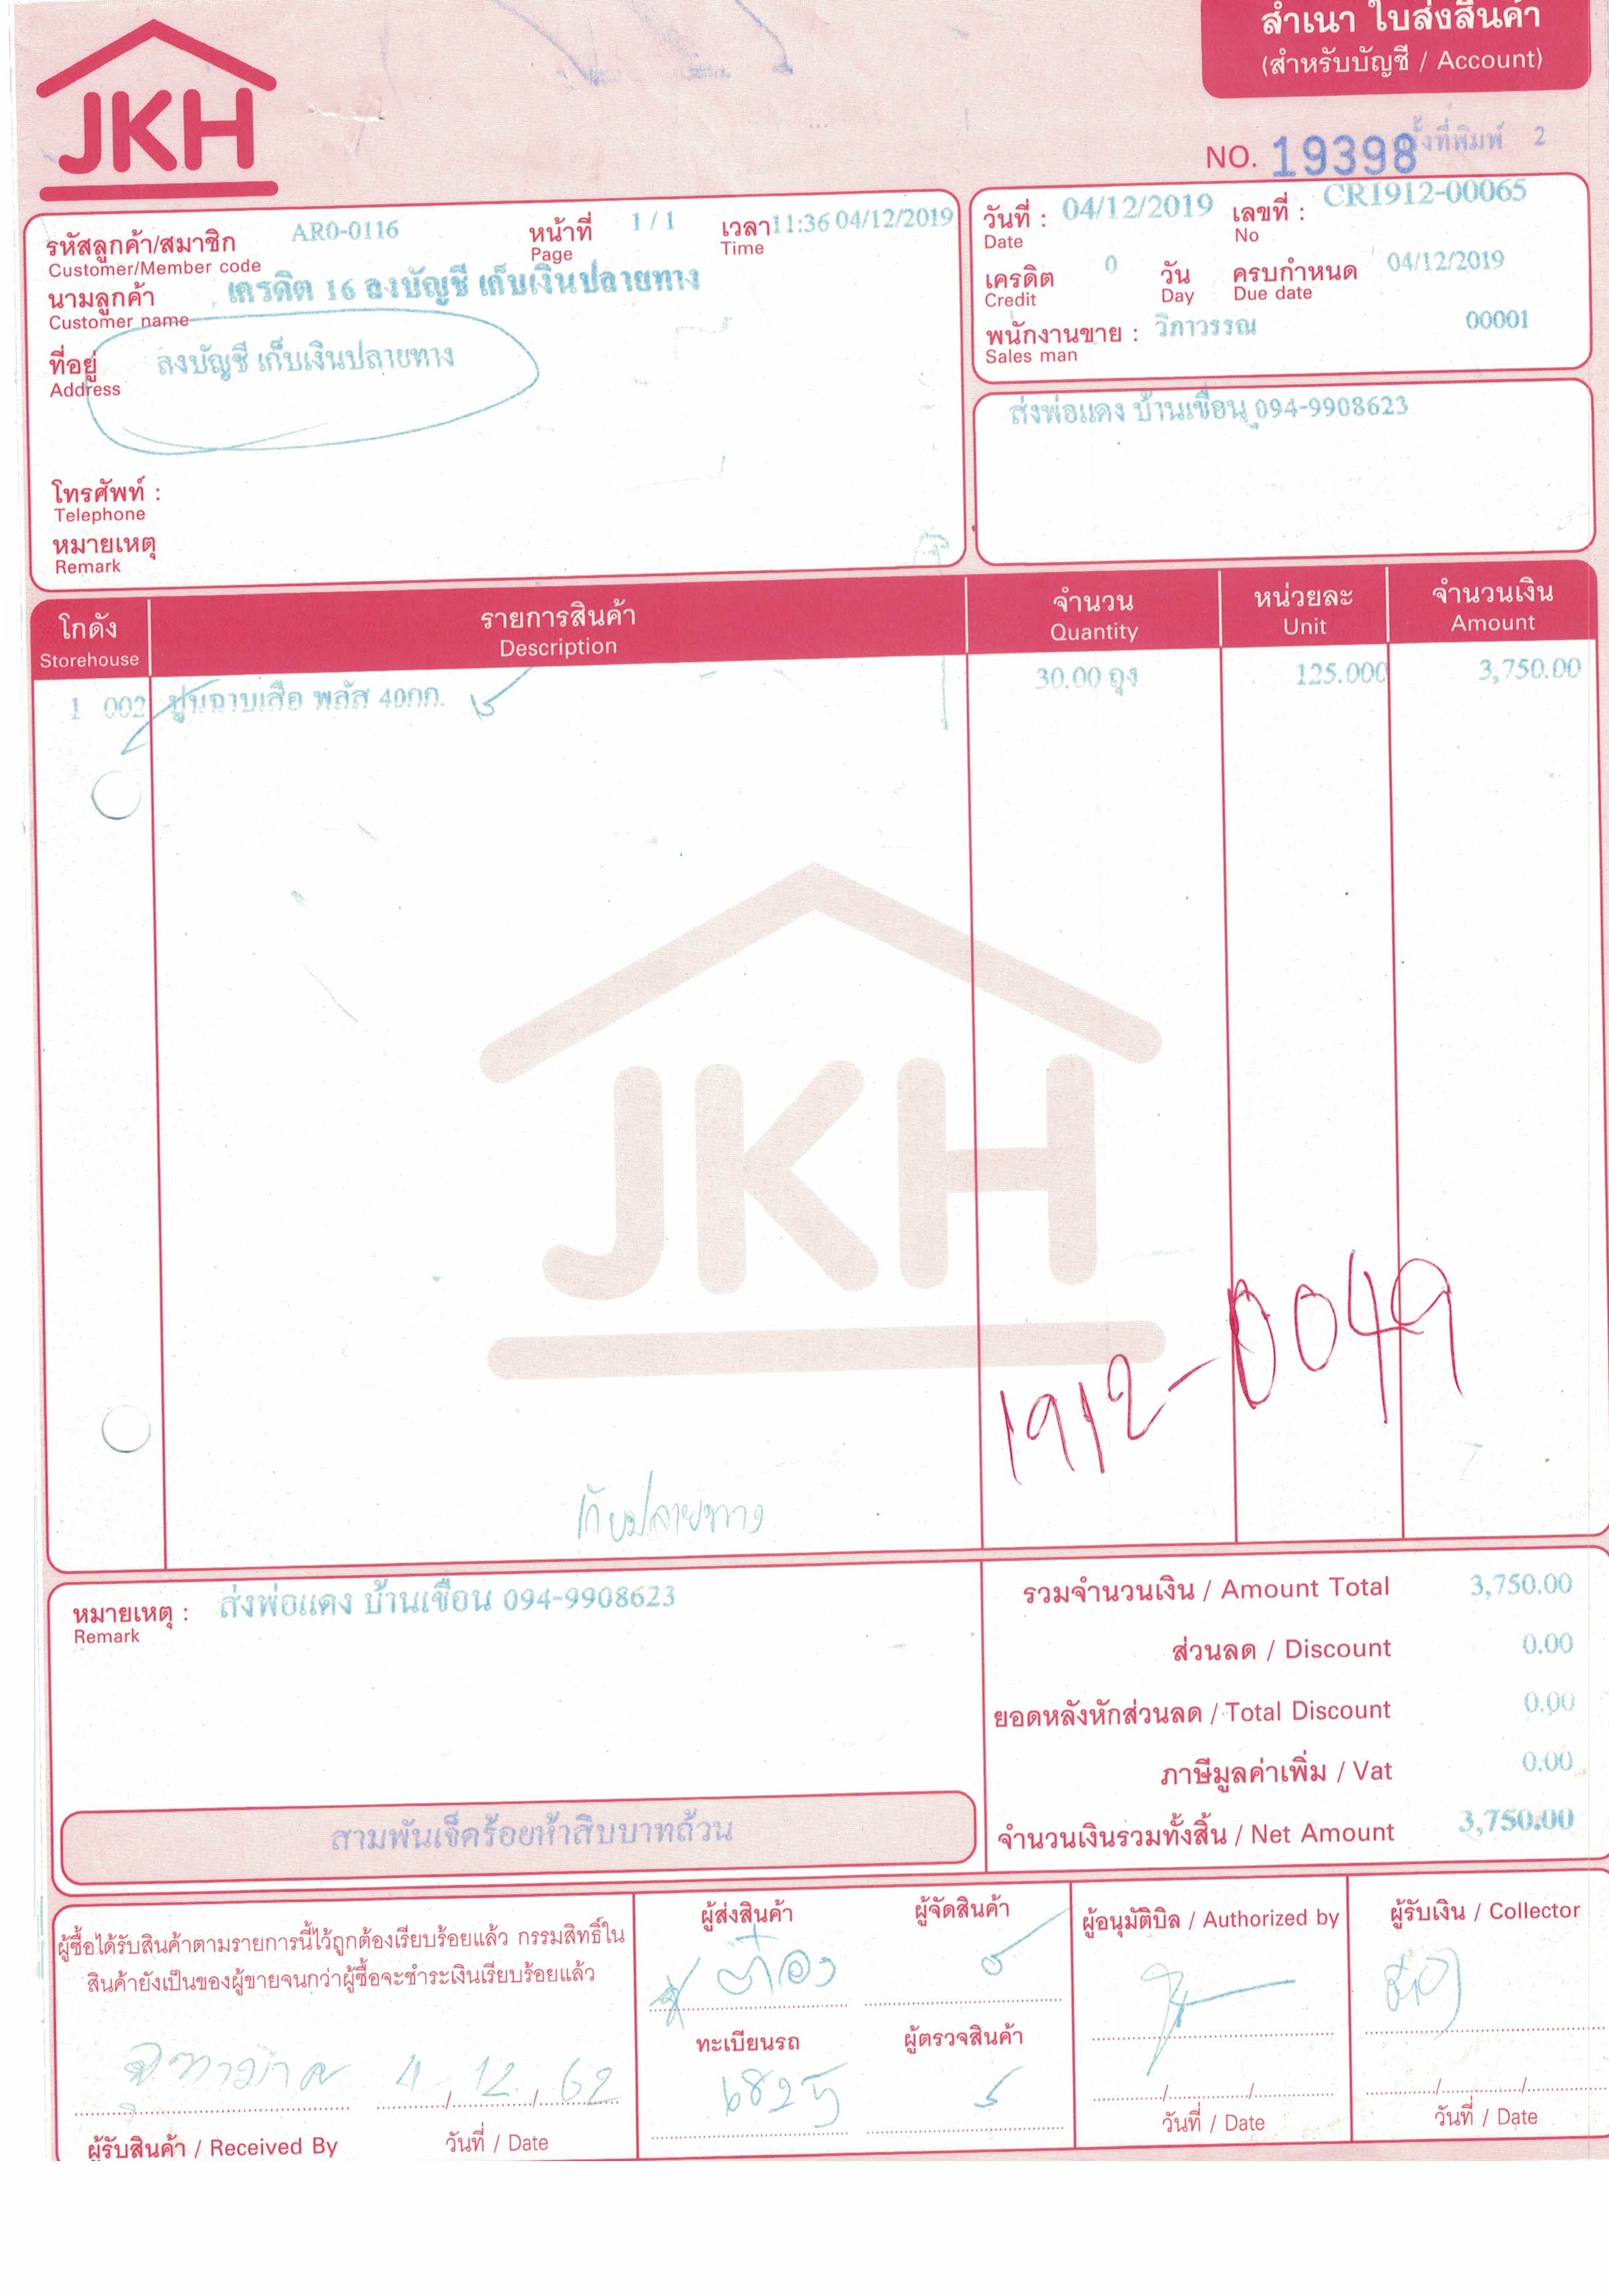 สำเนา ใบส่งสินค้า
(สำหรับบัญชี / Account)
JKH
NO. 19398 ครั้งที่พิมพ์ 2
รหัสลูกค้า/สมาชิก AR0-0116 หน้าที่ 1 / 1 เวลา 11:36 04/12/2019
Customer/Member code Page Time
นามลูกค้า เครดิต 16 ลงบัญชี เก็บเงินปลายทาง
Customer name
ที่อยู่ ลงบัญชี เก็บเงินปลายทาง
Address
โทรศัพท์ :
Telephone
หมายเหตุ
Remark
วันที่ : 04/12/2019 เลขที่ : CR1912-00065
Date No
เครดิต 0 วัน ครบกำหนด 04/12/2019
Credit Day Due date
พนักงานขาย : วิภาวรรณ 00001
Sales man
ส่งพ่อแดง บ้านเขื่อน 094-9908623
โกดัง รายการสินค้า จำนวน หน่วยละ จำนวนเงิน
Storehouse Description Quantity Unit Amount
1 002 ปูนฉาบเสือ พลัส 40กก. 30.00 ถุง 125.000 3,750.00
JKH
1912-0049
เก็บปลายทาง
หมายเหตุ : ส่งพ่อแดง บ้านเขื่อน 094-9908623
Remark
รวมจำนวนเงิน / Amount Total 3,750.00
ส่วนลด / Discount 0.00
ยอดหลังหักส่วนลด / Total Discount 0.00
ภาษีมูลค่าเพิ่ม / Vat 0.00
จำนวนเงินรวมทั้งสิ้น / Net Amount 3,750.00
สามพันเจ็ดร้อยห้าสิบบาทถ้วน
ผู้ซื้อได้รับสินค้าตามรายการนี้ไว้ถูกต้องเรียบร้อยแล้ว กรรมสิทธิ์ใน
สินค้ายังเป็นของผู้ขายจนกว่าผู้ซื้อจะชำระเงินเรียบร้อยแล้ว
4 / 12 / 62
ผู้รับสินค้า / Received By วันที่ / Date
ผู้ส่งสินค้า ผู้จัดสินค้า
ต๋อง
ทะเบียนรถ ผู้ตรวจสินค้า
6825
ผู้อนุมัติบิล / Authorized by
วันที่ / Date
ผู้รับเงิน / Collector
วันที่ / Date